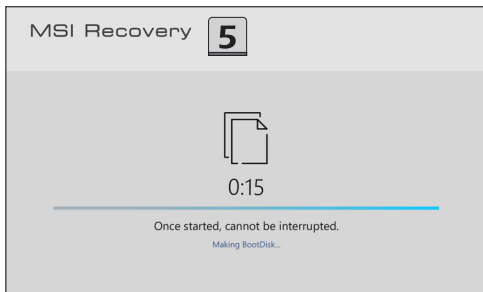 MSI Recovery 5
0:15
Once started, cannot be interrupted.
Making BootDisk...